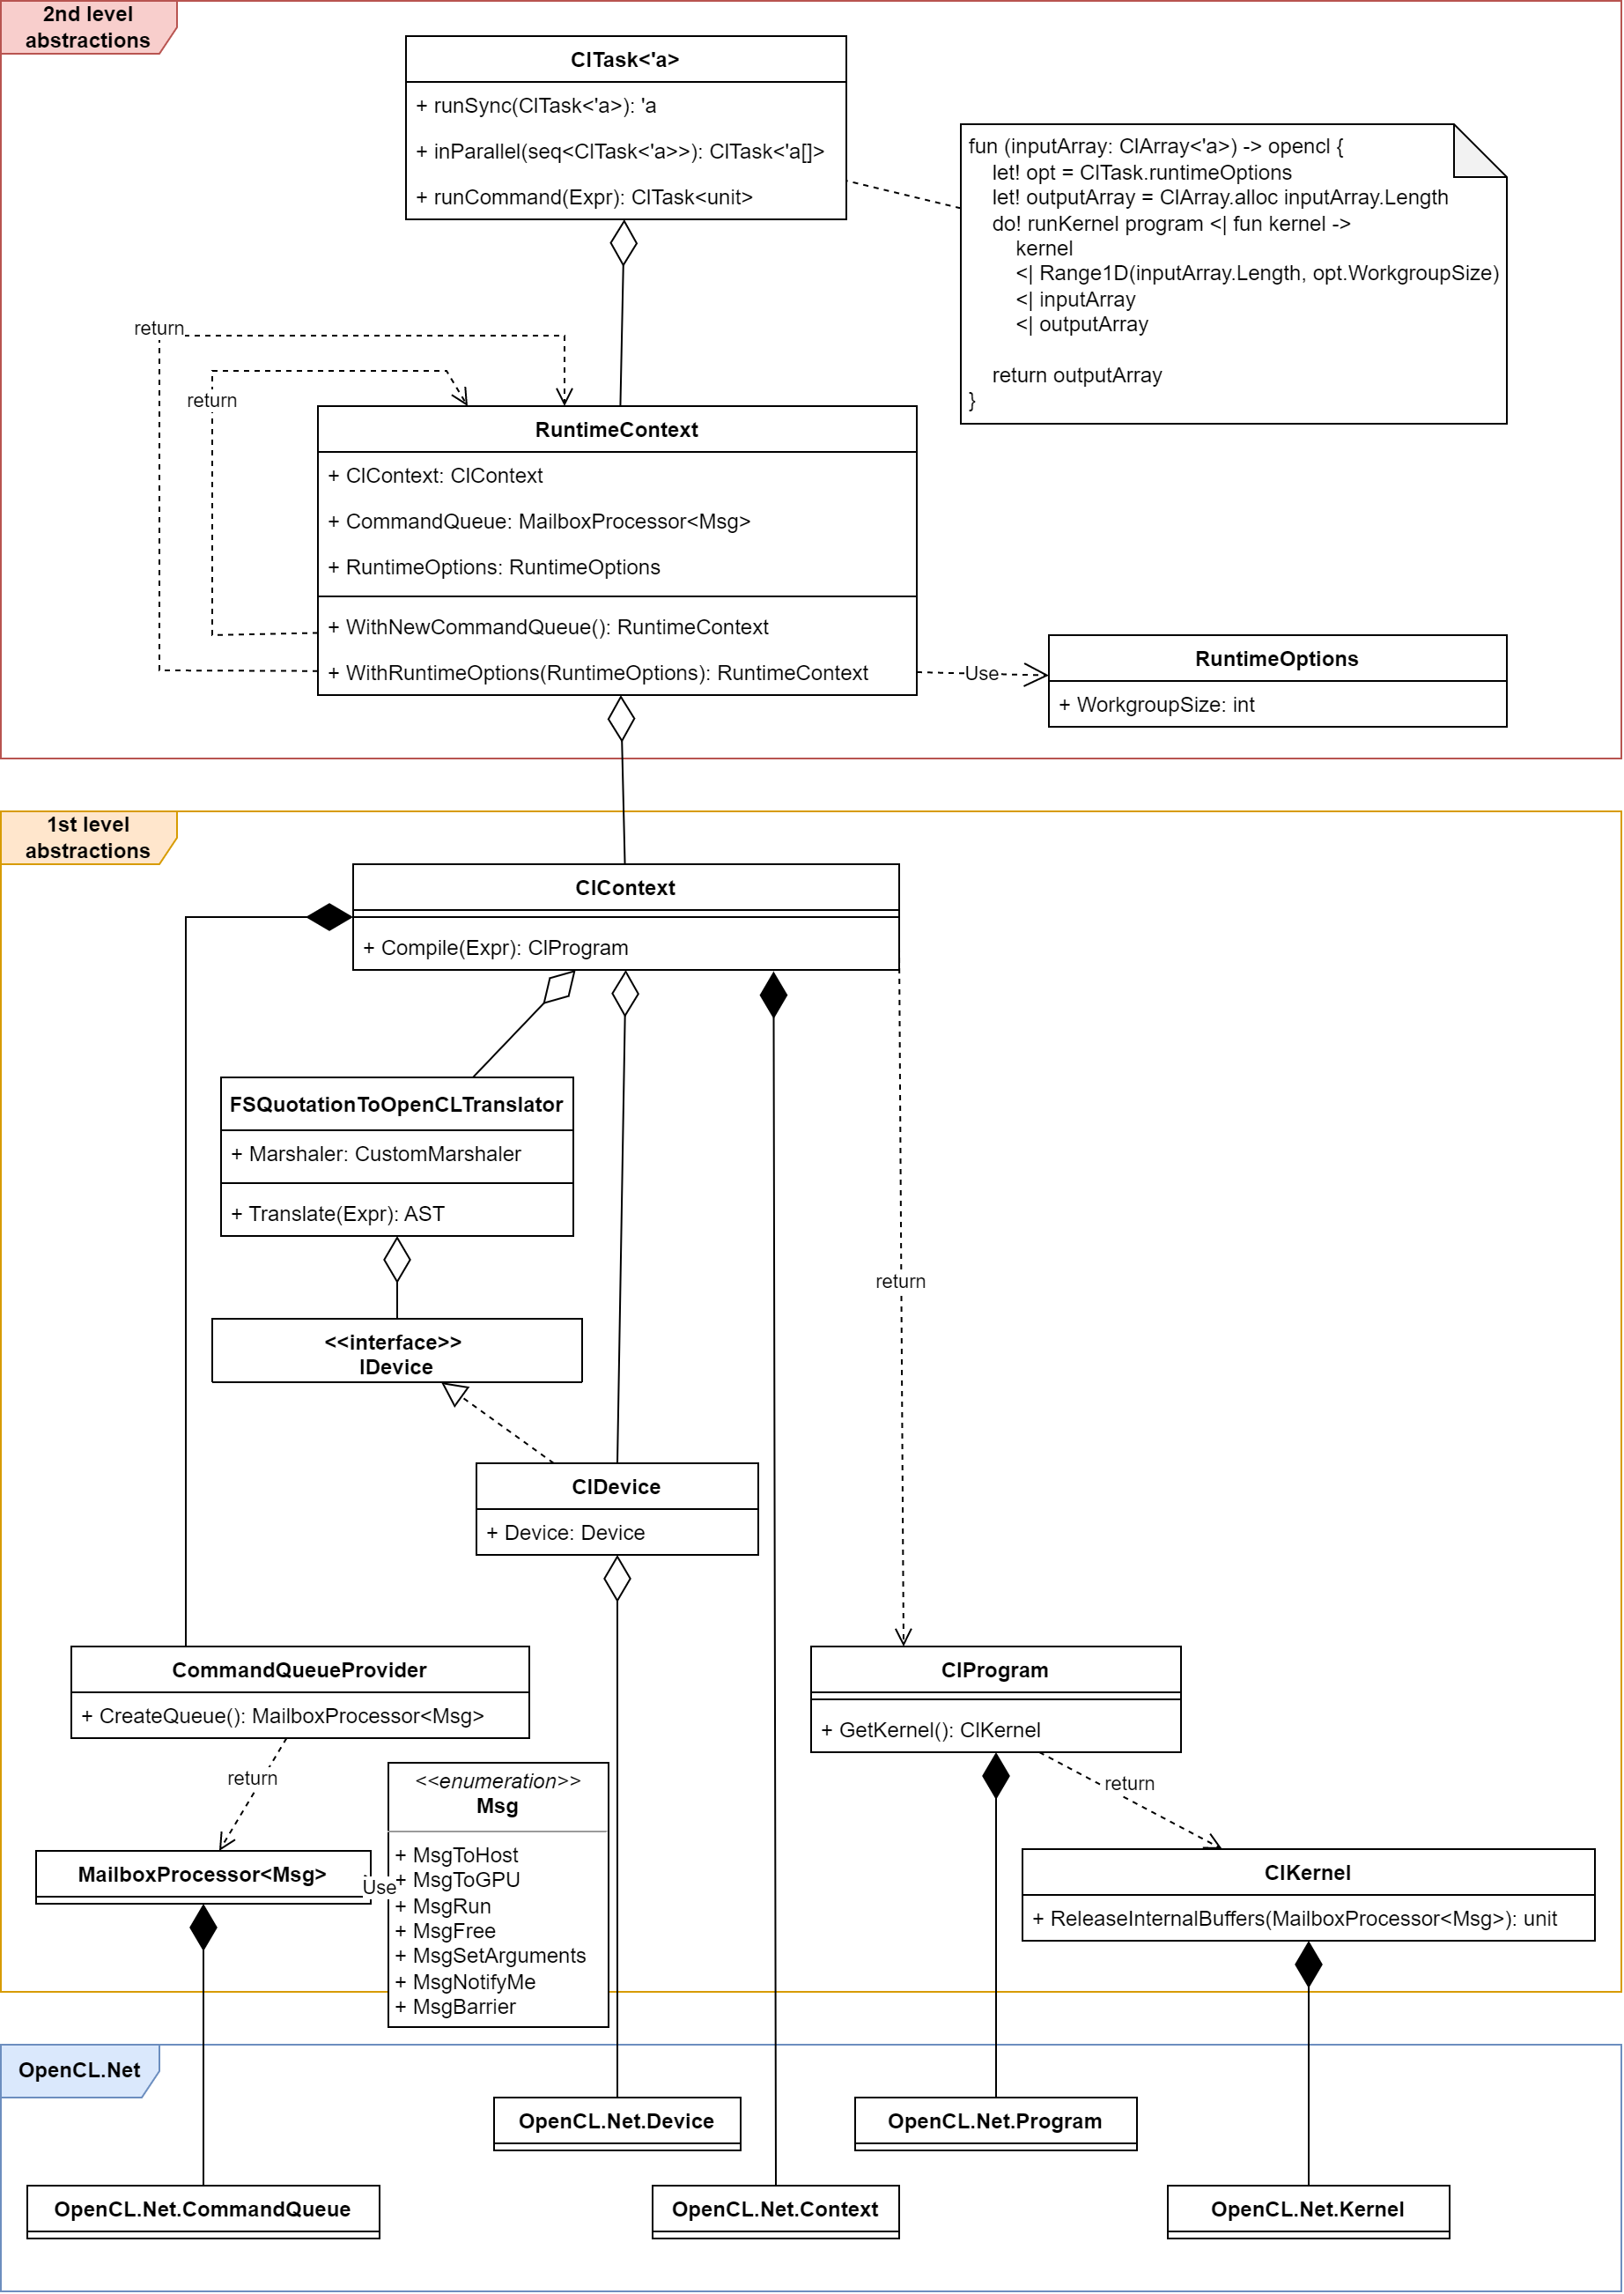 2nd level
abstractions
ClTask<'a>
+ runSync(ClTask<'a>): 'a
+ inParallel(seq<ClTask<'a>>): ClTask<'a[]>
+ runCommand(Expr): ClTask<unit>
fun (inputArray: ClArray<'a>) -> opencl {
let! opt = ClTask.runtimeOptions
let! outputArray = ClArray.alloc inputArray.Length
do! runKernel program <| fun kernel ->
kernel
<| Range1D(inputArray.Length, opt.WorkgroupSize)
<| inputArray
<| outputArray
return outputArray
}
return
return
RuntimeContext
+ ClContext: ClContext
+ CommandQueue: MailboxProcessor<Msg>
+ RuntimeOptions: RuntimeOptions
+ WithNewCommandQueue(): RuntimeContext
+ WithRuntimeOptions(RuntimeOptions): RuntimeContext
Use
RuntimeOptions
+ WorkgroupSize: int
1st level
abstractions
ClContext
+ Compile(Expr): ClProgram
FSQuotationToOpenCLTranslator
+ Marshaler: CustomMarshaler
+ Translate(Expr): AST
return
<<interface>>
IDevice
ClDevice
+ Device: Device
CommandQueueProvider
+ CreateQueue(): MailboxProcessor<Msg>
ClProgram
+ GetKernel(): ClKernel
return
return
<<enumeration>>
Msg
+ MsgToHost
+ MsgToGPU
+ MsgRun
+ MsgFree
+ MsgSetArguments
+ MsgNotifyMe
+ MsgBarrier
MailboxProcessor<Msg>
Use
ClKernel
+ ReleaseInternalBuffers(MailboxProcessor<Msg>): unit
OpenCL.Net
OpenCL.Net.Device
OpenCL.Net.Program
OpenCL.Net.CommandQueue
OpenCL.Net.Context
OpenCL.Net.Kernel